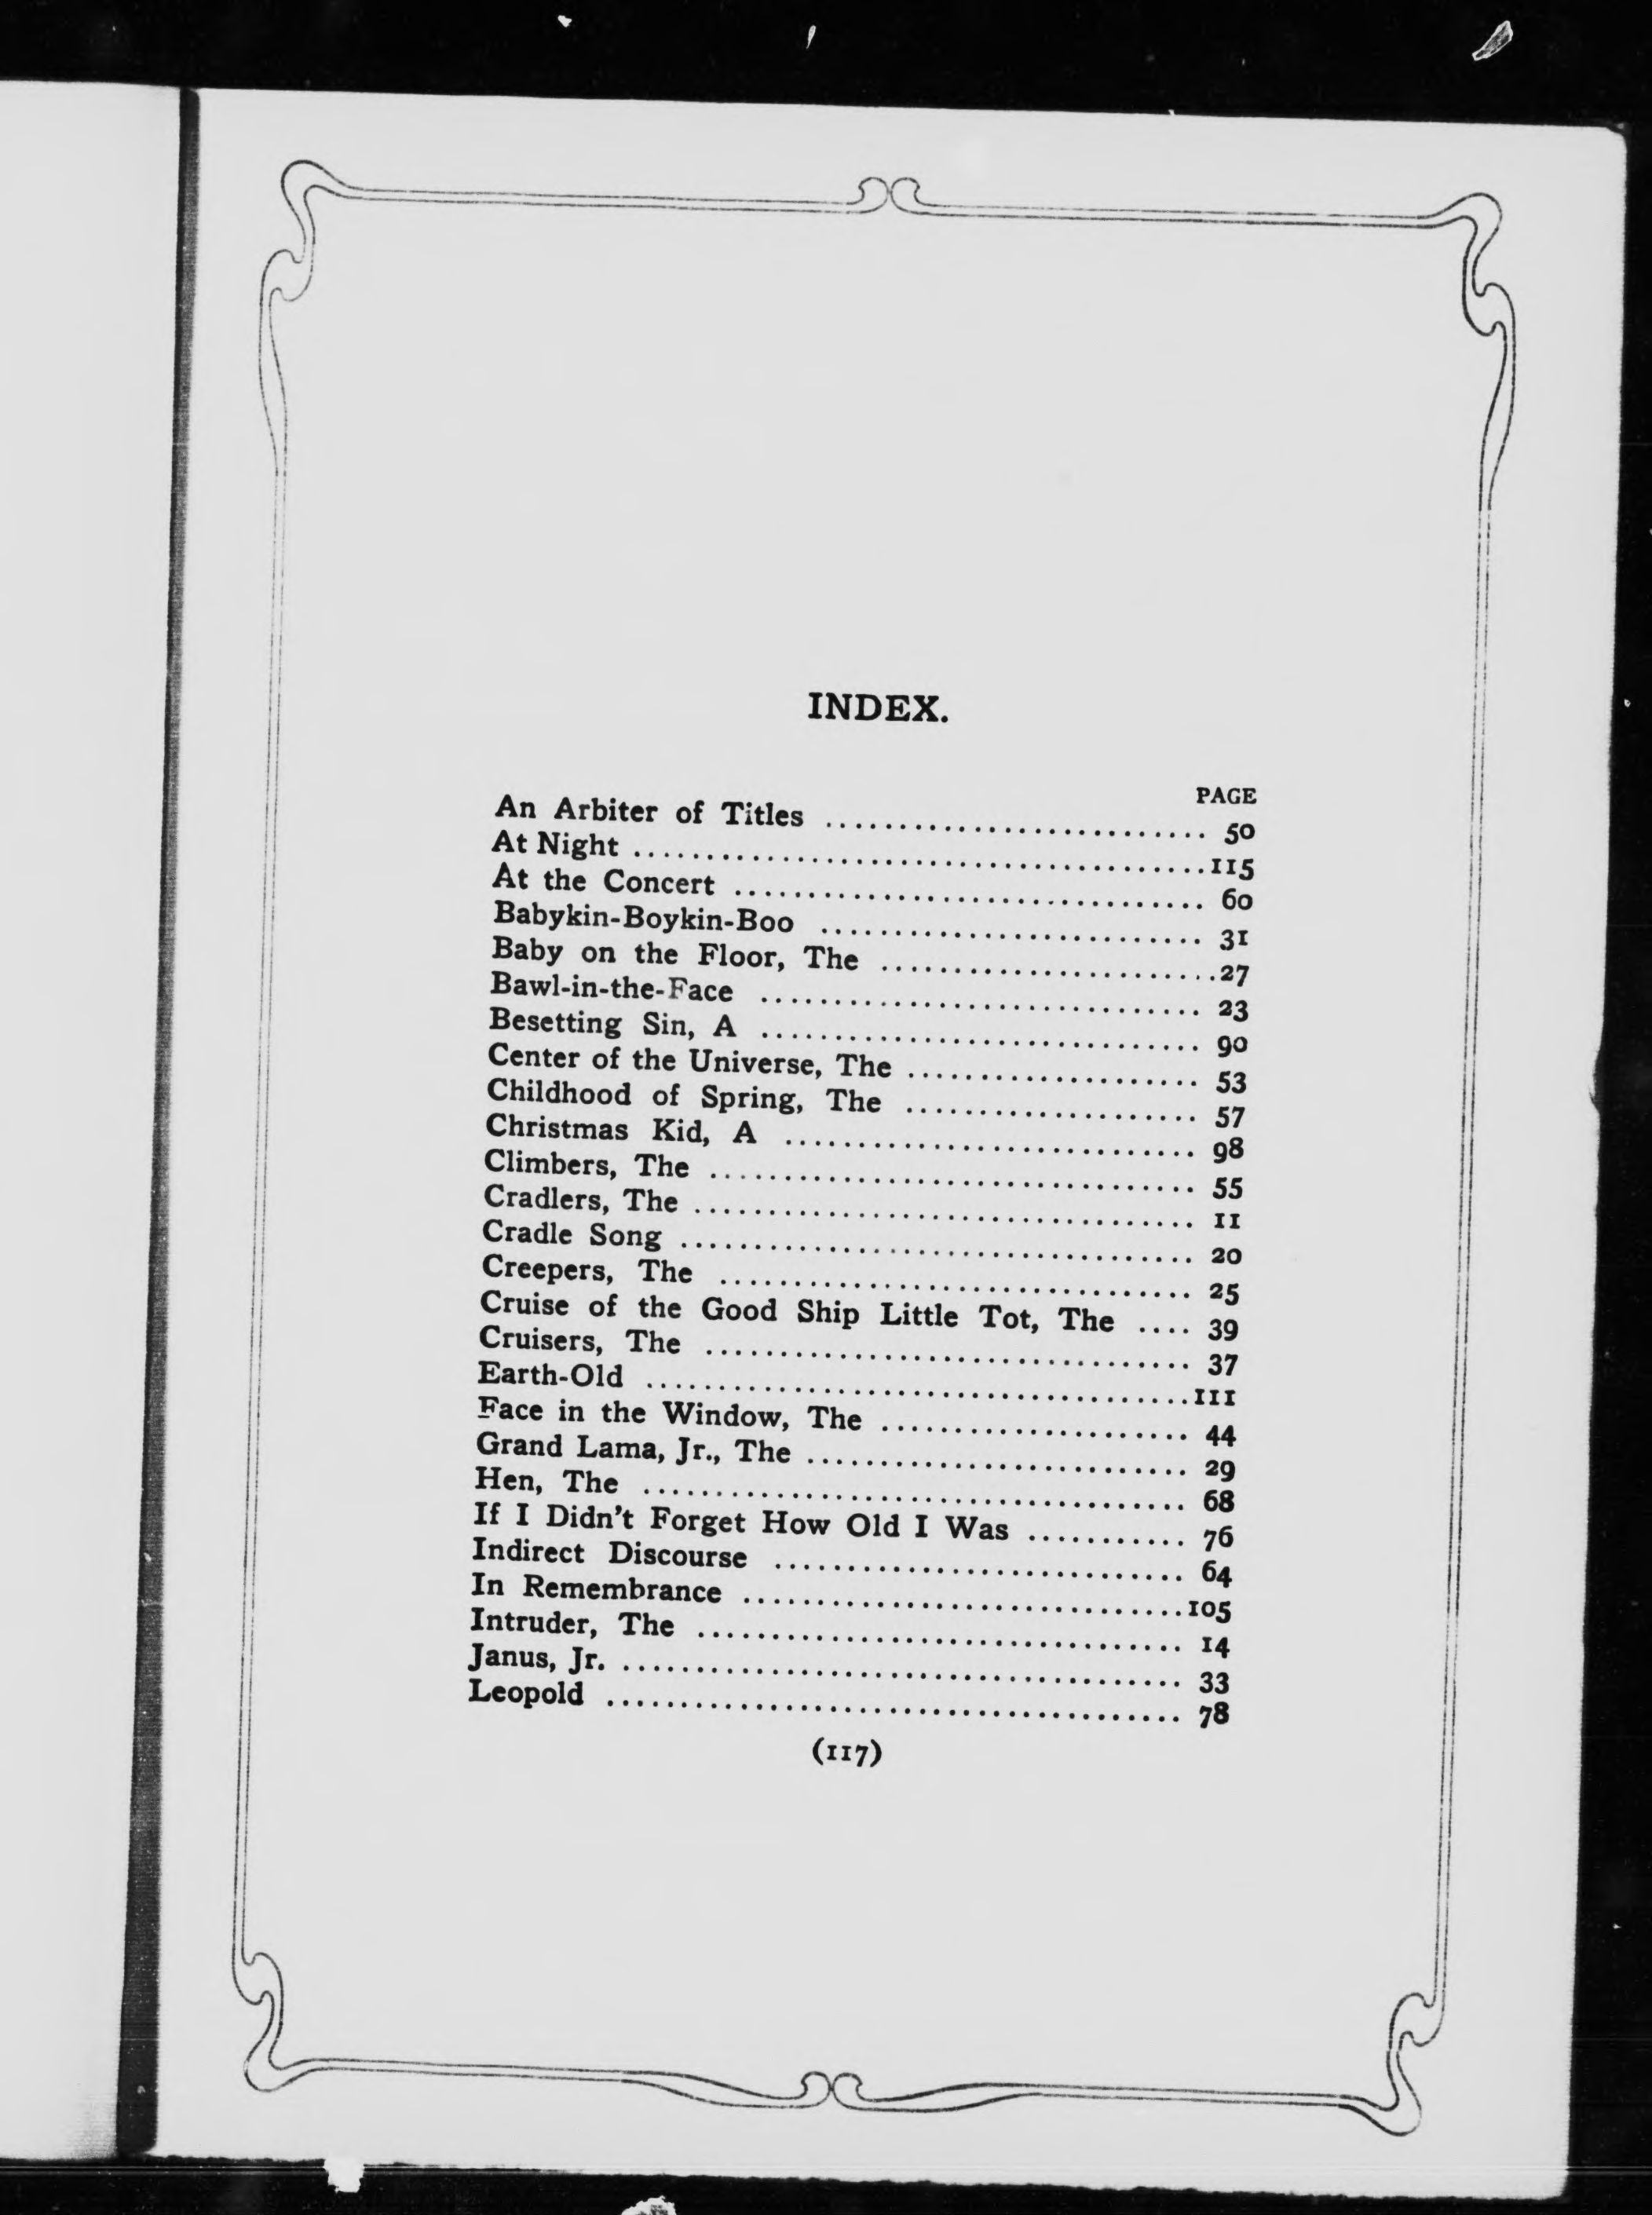 INDEX.
PAGE
An Arbiter of Titles .......................... 50
At Night .......................................115
At the Concert ................................ 60
Babykin-Boykin-Boo .......................... 31
Baby on the Floor, The .......................27
Bawl-in-the-Face .............................. 23
Besetting Sin, A .............................. 90
Center of the Universe, The .................... 53
Childhood of Spring, The .................... 57
Christmas Kid, A ............................ 98
Climbers, The ................................. 55
Cradlers, The .................................. 11
Cradle Song ................................... 20
Creepers, The ................................ 25
Cruise of the Good Ship Little Tot, The .... 39
Cruisers, The ................................. 37
Earth-Old .....................................111
Face in the Window, The ..................... 44
Grand Lama, Jr., The .......................... 29
Hen, The ..................................... 68
If I Didn't Forget How Old I Was ........... 76
Indirect Discourse ............................ 64
In Remembrance ..............................105
Intruder, The ................................. 14
Janus, Jr. ...................................... 33
Leopold ....................................... 78
(117)